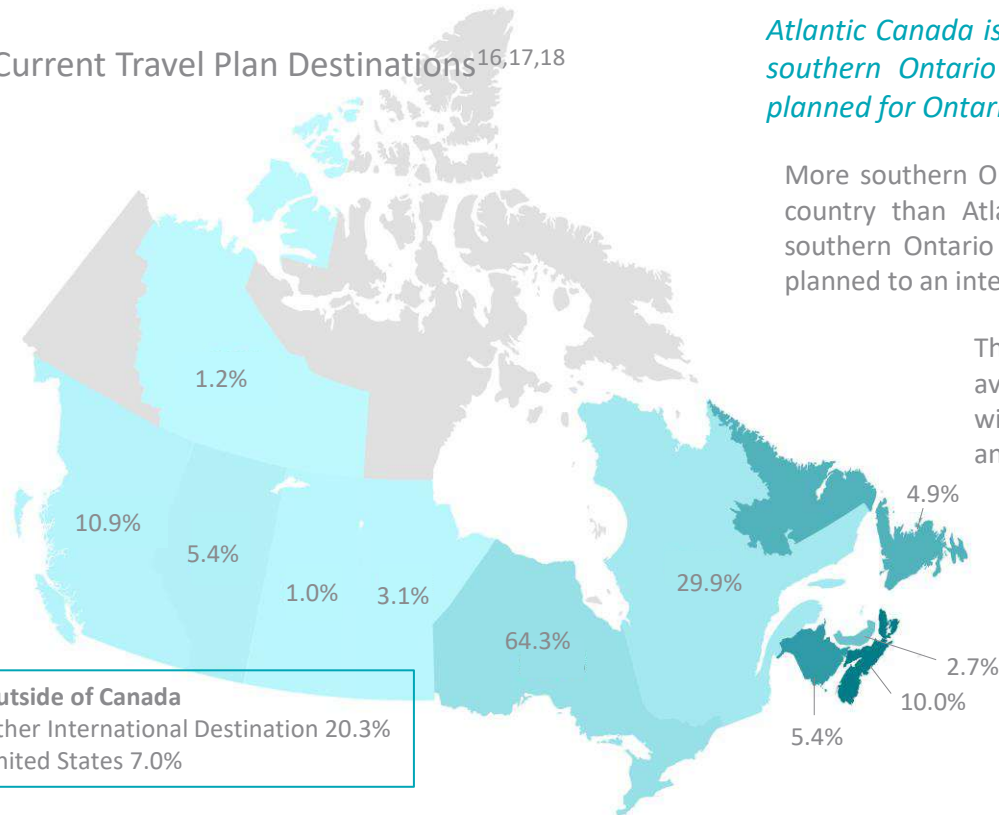 Current Travel Plan Destinations16,17,18
Atlantic Canada is
southern Ontario
planned for Ontar
More southern O
country than Atla
southern Ontario
planned to an inte
Th
av
wi
an
1.2%
4.9%
10.9%
5.4%
1.0%
3.1%
29.9%
64.3%
2.7%
10.0%
5.4%
utside of Canada
ther International Destination 20.3%
nited States 7.0%